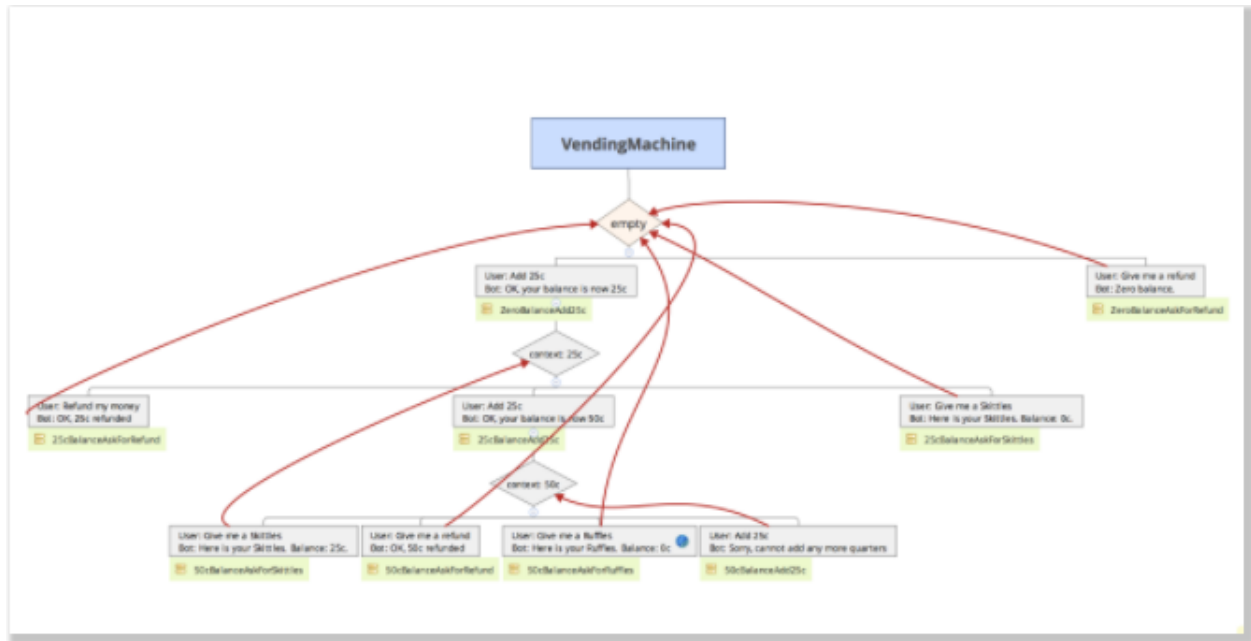 VendingMachine
empty
User: Add 25c
Bot: OK, your balance is now 25c
ZeroBalanceAdd25c
User: Give me a refund
Bot: Zero balance.
ZeroBalanceAskForRefund
context: 25c
User: Refund my money
Bot: OK, 25c refunded
25cBalanceAskForRefund
User: Add 25c
Bot: OK, your balance is now 50c
25cBalanceAdd25c
User: Give me a Skittles
Bot: Here is your Skittles. Balance: 0c.
25cBalanceAskForSkittles
context: 50c
User: Give me a Skittles
Bot: Here is your Skittles. Balance: 25c.
50cBalanceAskForSkittles
User: Give me a refund
Bot: OK, 50c refunded
50cBalanceAskForRefund
User: Give me a Ruffles
Bot: Here is your Ruffles. Balance: 0c
50cBalanceAskForRuffles
User: Add 25c
Bot: Sorry, cannot add any more quarters
50cBalanceAdd25c